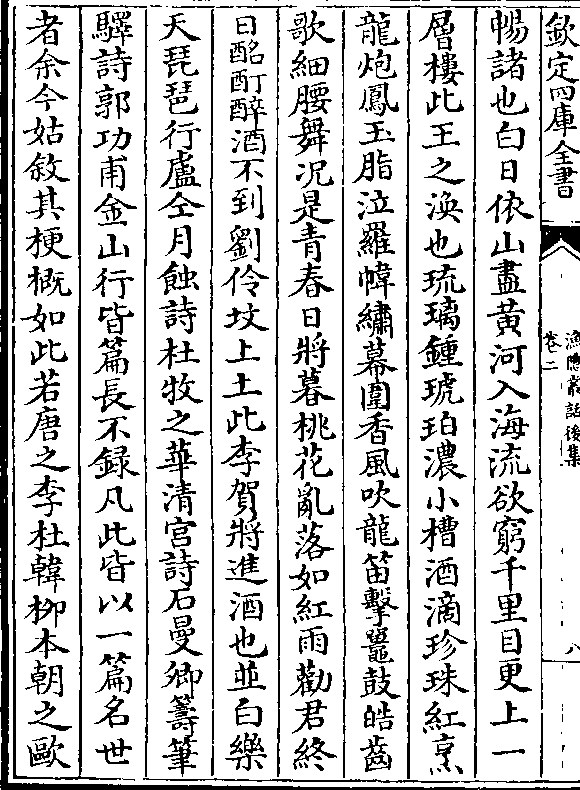 欽定四庫全書
漁隱叢話後集
卷二
八
暢諸也白日依山盡黃河入海流欲窮千里目更上一
層樓此王之渙也琉璃鍾琥珀濃小槽酒滴珍珠紅烹
龍炮鳳玉脂泣羅幃繡幕圍香風吹龍笛擊鼉鼓皓齒
歌細腰舞況是青春日將暮桃花亂落如紅雨勸君終
日酩酊醉酒不到劉伶墳上土此李賀將進酒也並白樂
天琵琶行盧仝月蝕詩杜牧之華清宫詩石曼卿籌筆
驛詩郭功甫金山行皆篇長不録凡此皆以一篇名世
者余今姑敘其梗概如此若唐之李杜韓栁本朝之歐